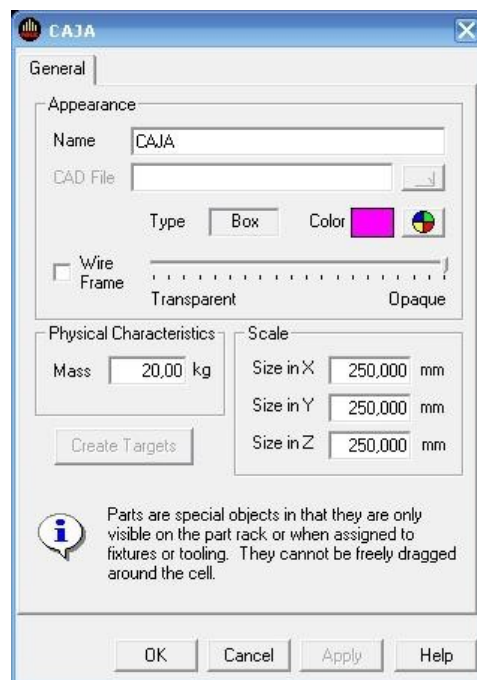 CAJA
General
Appearance
Name CAJA
CAD File
Type Box Color
Wire
Frame
Transparent Opaque
Physical Characteristics
Mass 20,00 kg
Scale
Size in X 250,000 mm
Size in Y 250,000 mm
Size in Z 250,000 mm
Create Targets
Parts are special objects in that they are only
visible on the part rack or when assigned to
fixtures or tooling. They cannot be freely dragged
around the cell.
OK Cancel Apply Help